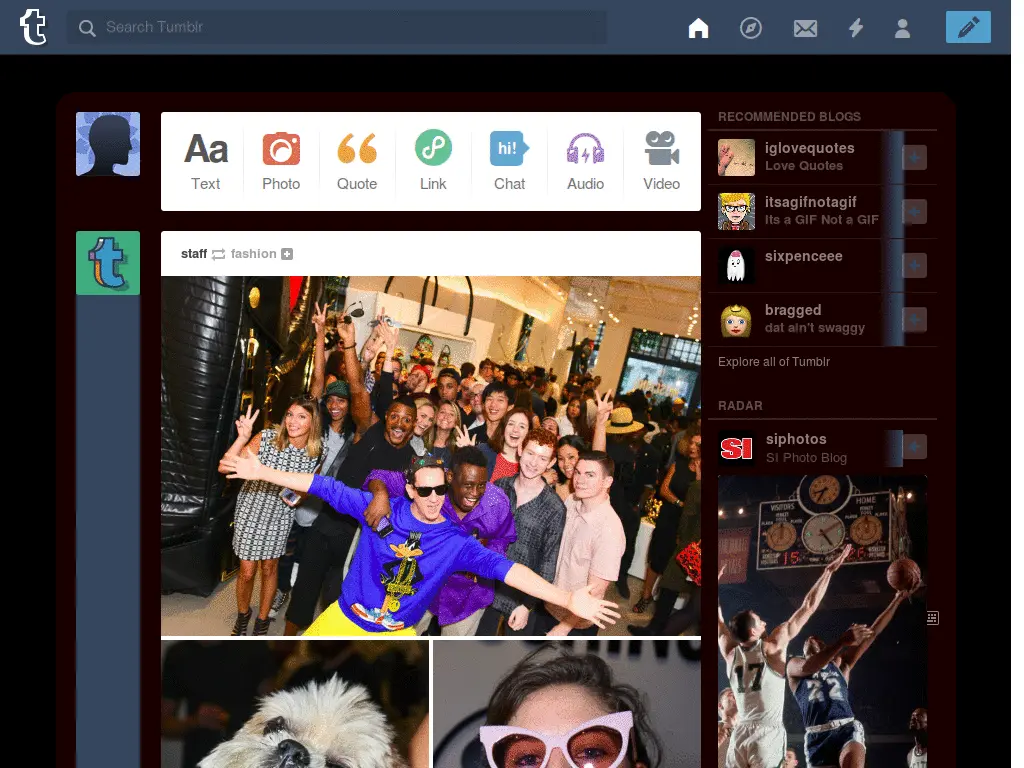 Search Tumblr
Aa
hi!
Text
Photo
Quote
Link
Chat
Audio
Video
staff
fashion
RECOMMENDED BLOGS
iglovequotes
Love Quotes
itsagifnotagif
Its a GIF Not a GIF
sixpenceee
bragged
dat ain't swaggy
Explore all of Tumblr
RADAR
SI
siphotos
SI Photo Blog
VISITORS
HOME
15
17
22